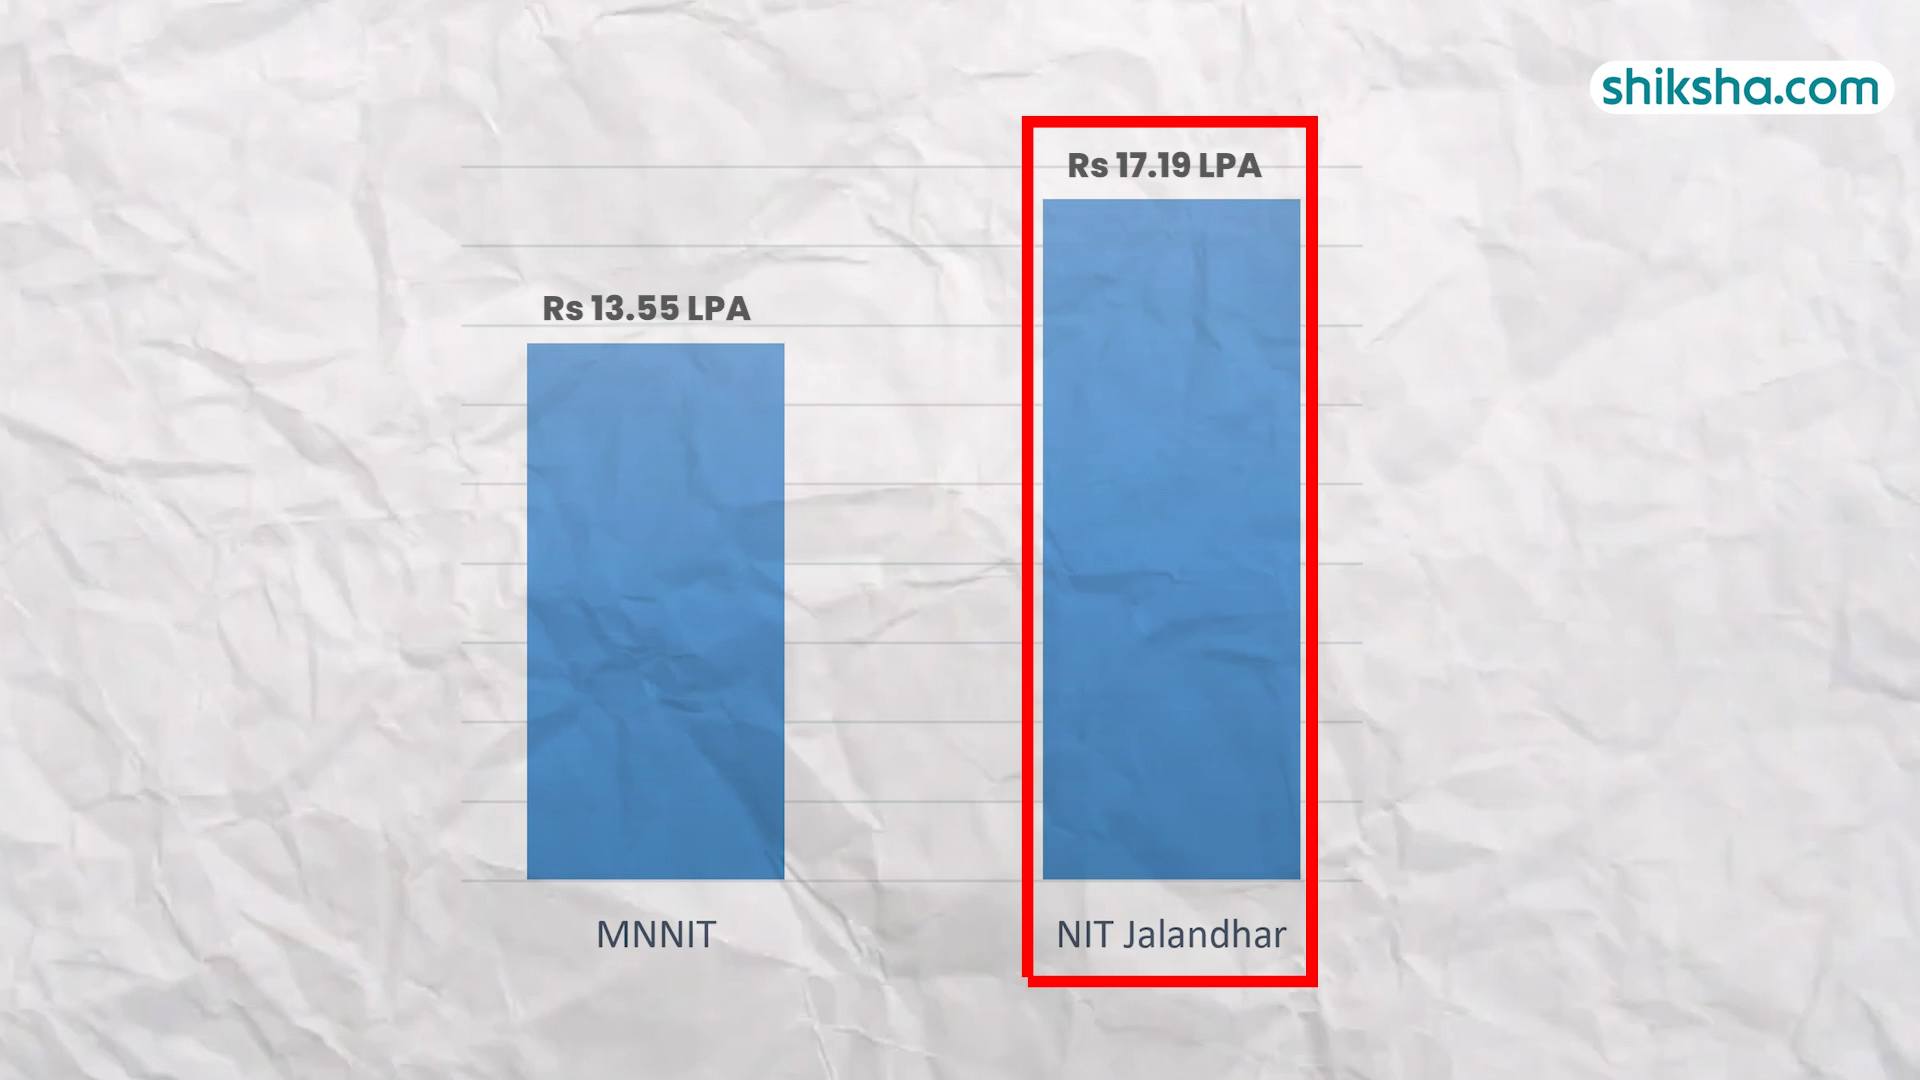 shiksha.com
Rs 17.19 LPA
Rs 13.55 LPA
MNNIT
NIT Jalandhar